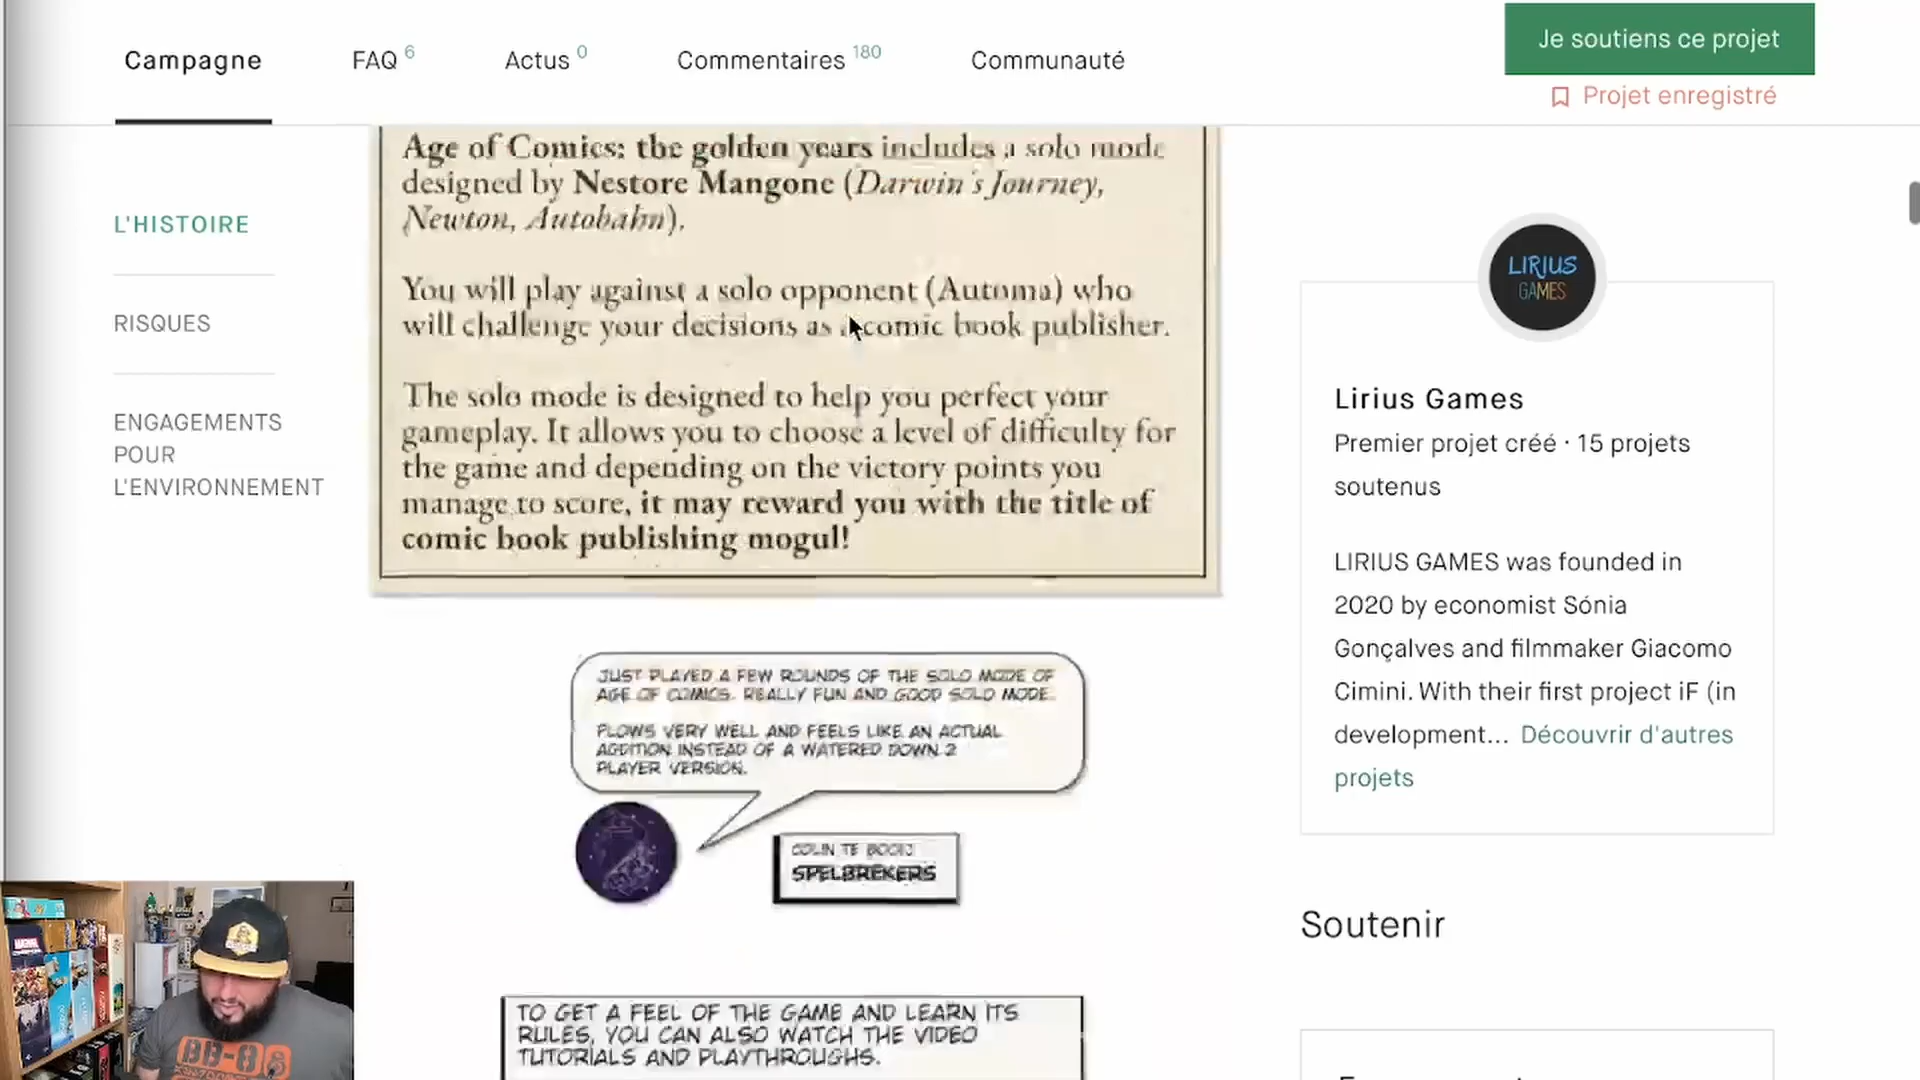 Campagne
FAQ 6
Actus 0
Commentaires 180
Communauté
Je soutiens ce projet
Projet enregistré
L'HISTOIRE
RISQUES
ENGAGEMENTS
POUR
L'ENVIRONNEMENT
Age of Comics: the golden years includes a solo mode
designed by Nestore Mangone (Darwin's Journey,
Newton, Autobahn).
You will play against a solo opponent (Automa) who
will challenge your decisions as a comic book publisher.
The solo mode is designed to help you perfect your
gameplay. It allows you to choose a level of difficulty for
the game and depending on the victory points you
manage to score, it may reward you with the title of
comic book publishing mogul!
JUST PLAYED A FEW ROUNDS OF THE SOLO MODE OF
AGE OF COMICS. REALLY FUN AND GOOD SOLO MODE.
FLOWS VERY WELL AND FEELS LIKE AN ACTUAL
ADDITION INSTEAD OF A WATERED DOWN 2
PLAYER VERSION.
COLIN TE
SPELBREKERS
TO GET A FEEL OF THE GAME AND LEARN ITS
RULES, YOU CAN ALSO WATCH THE VIDEO
TUTORIALS AND PLAYTHROUGHS.
LIRIUS
GAMES
Lirius Games
Premier projet créé · 15 projets
soutenus
LIRIUS GAMES was founded in
2020 by economist Sónia
Gonçalves and filmmaker Giacomo
Cimini. With their first project iF (in
development... Découvrir d'autres
projets
Soutenir
MARVEL
BB-8